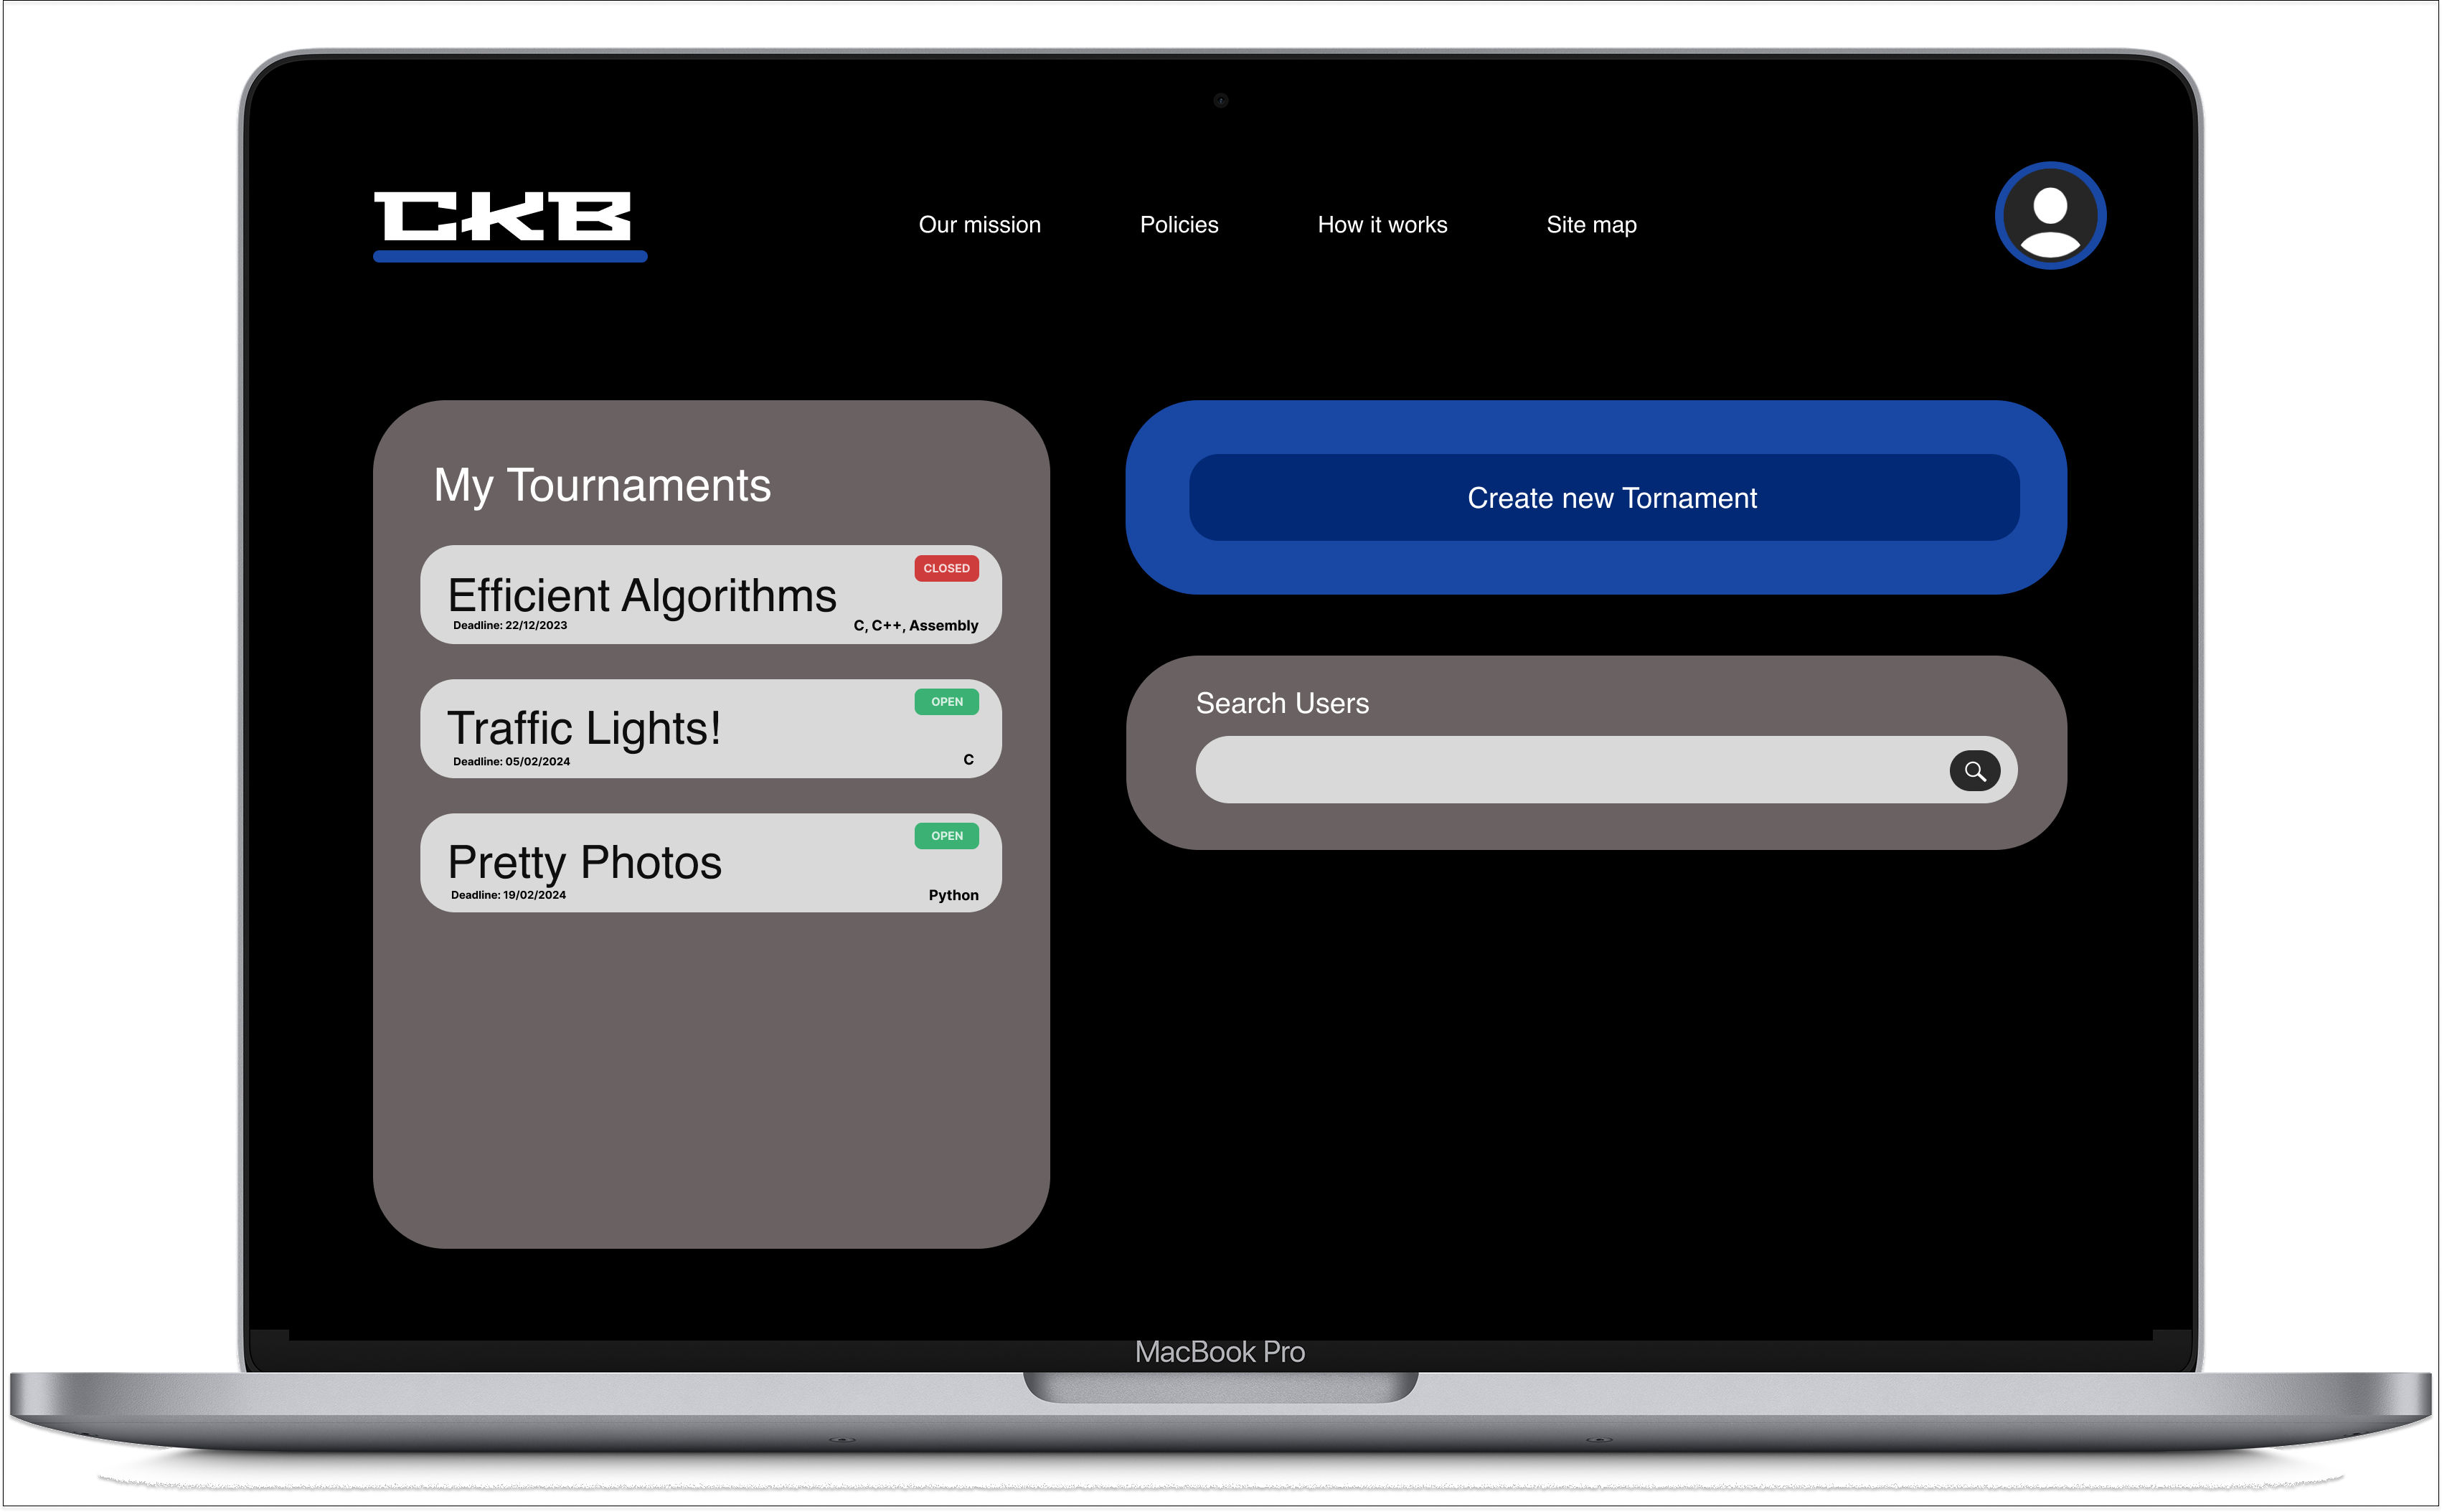 CKB
Our mission Policies How it works Site map
My Tournaments
CLOSED
Efficient Algorithms
Deadline: 22/12/2023
C, C++, Assembly
OPEN
Traffic Lights!
Deadline: 05/02/2024
C
OPEN
Pretty Photos
Deadline: 19/02/2024
Python
Create new Tornament
Search Users
MacBook Pro